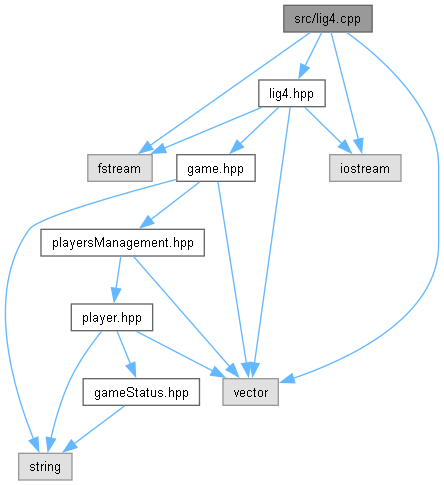 src/lig4.cpp
lig4.hpp
fstream
game.hpp
iostream
playersManagement.hpp
player.hpp
gameStatus.hpp
vector
string